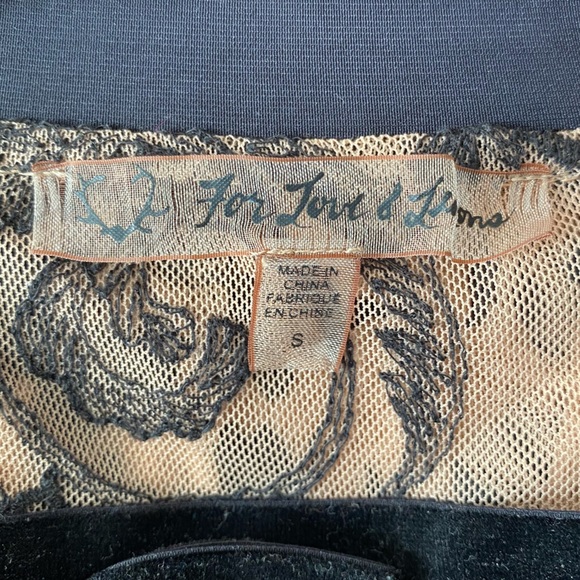 For Love & Lemons
MADE IN
CHINA
FABRIQUE
EN CHINE
S